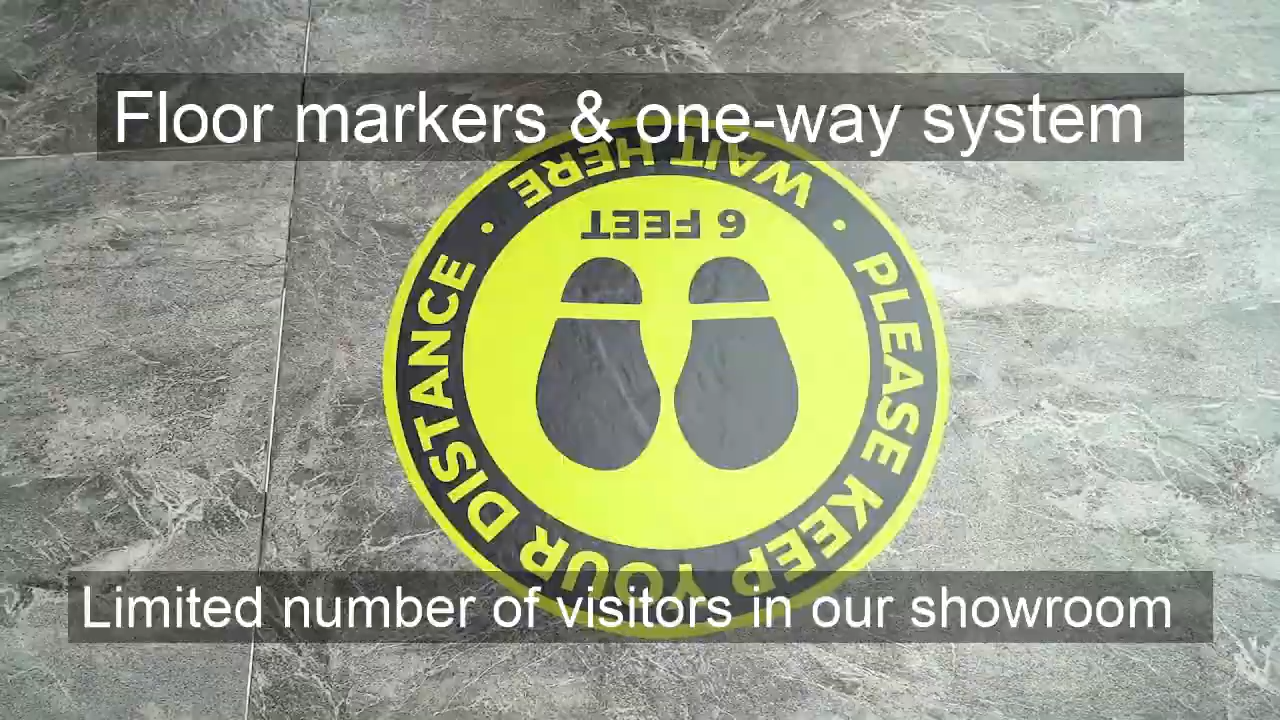 Floor markers & one-way system
WAIT HERE
6 FEET
PLEASE KEEP YOUR DISTANCE
Limited number of visitors in our showroom